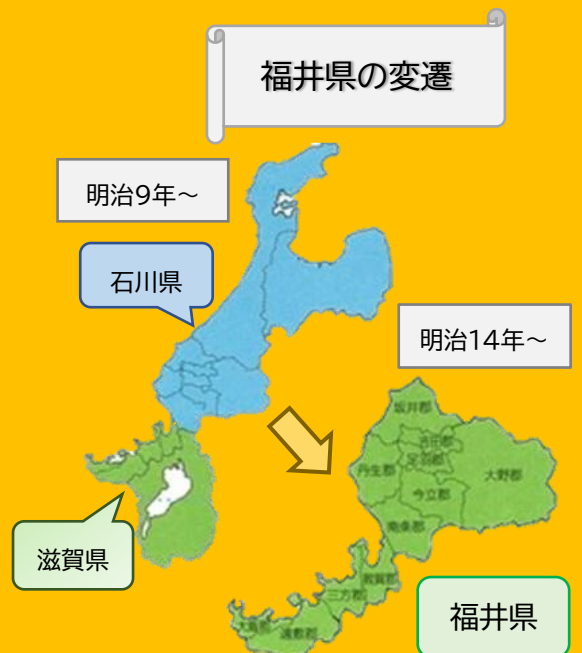 福井県の変遷
明治9年～
石川県
明治14年～
坂井郡
吉田郡
足羽郡
丹生郡
大野郡
今立郡
南条郡
敦賀郡
三方郡
大飯郡
遠敷郡
滋賀県
福井県